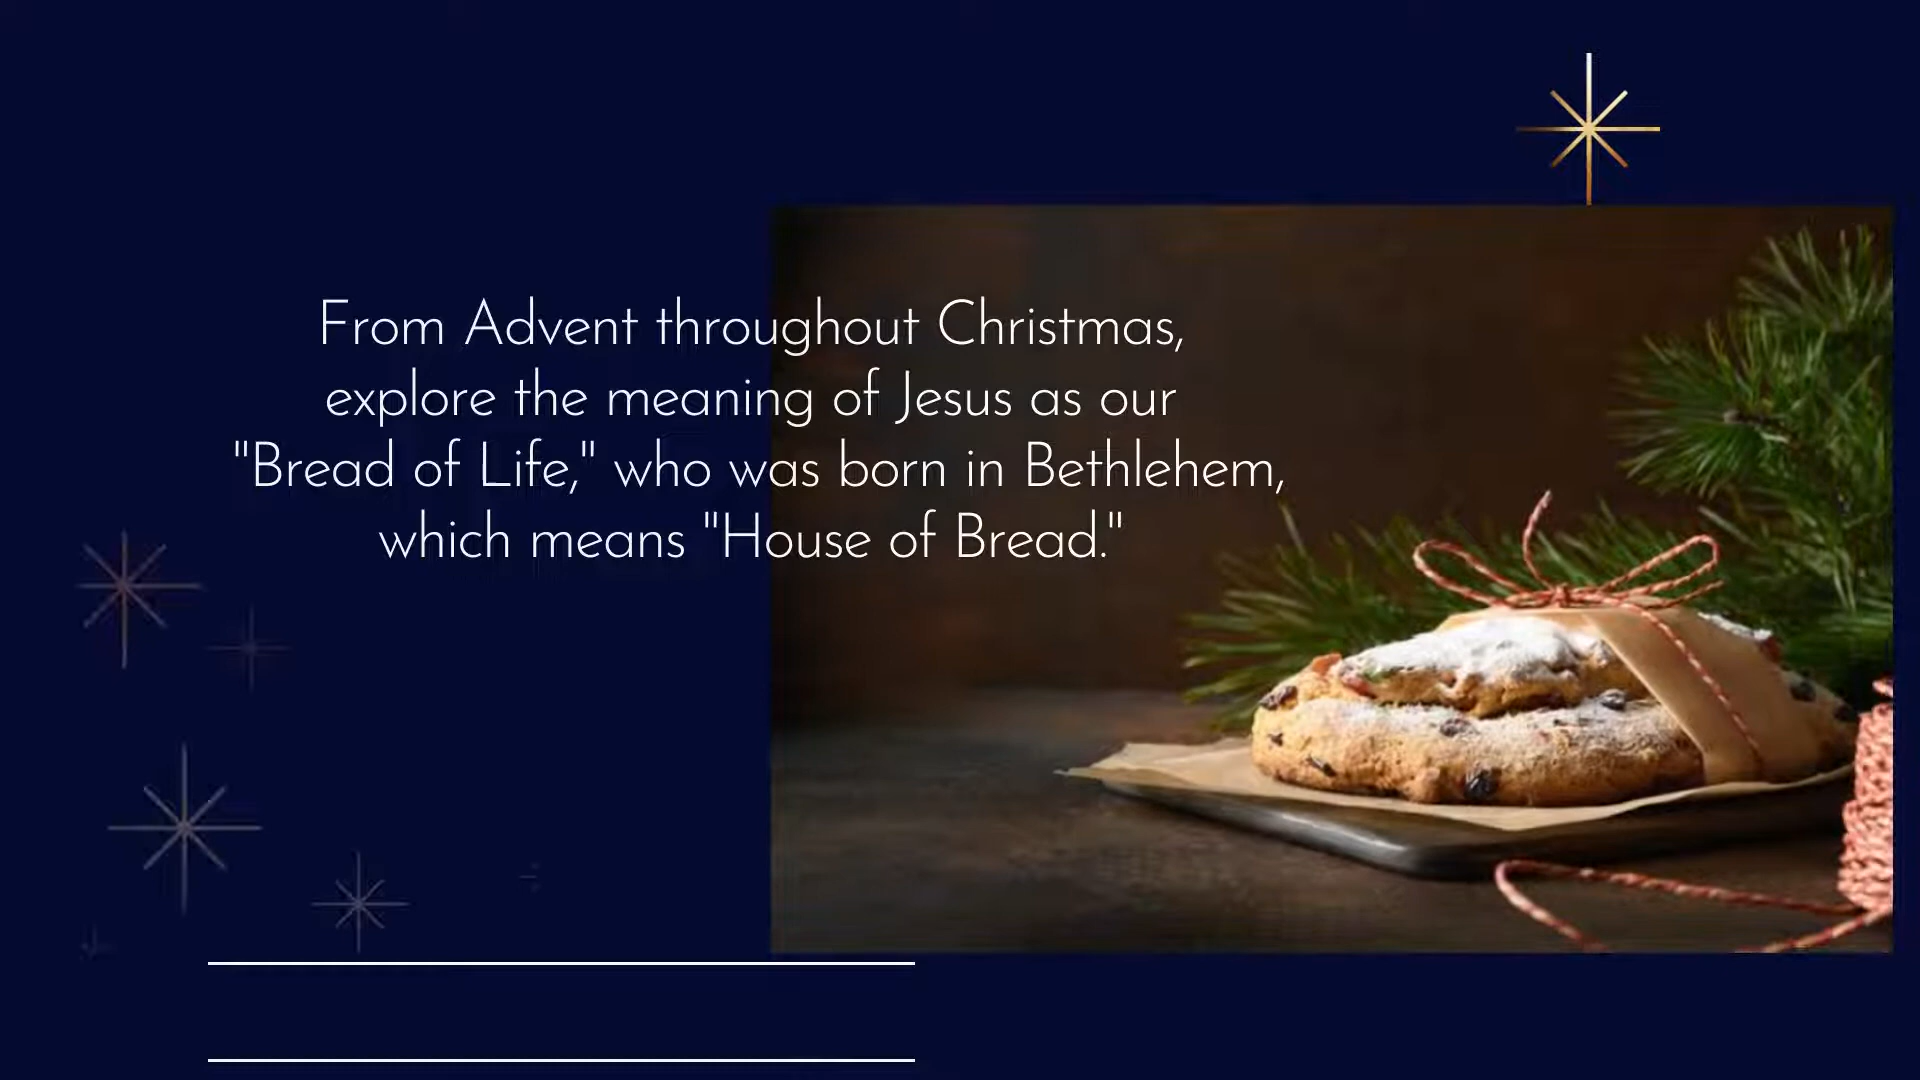 From Advent throughout Christmas,
explore the meaning of Jesus as our
"Bread of Life," who was born in Bethlehem,
which means "House of Bread."